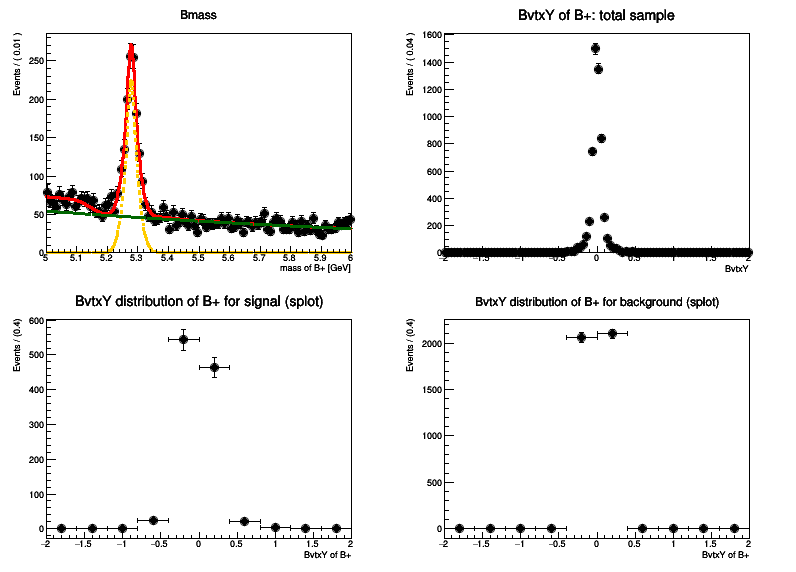 Bmass
Events / ( 0.01 )
250
200
150
100
50
0
5 5.1 5.2 5.3 5.4 5.5 5.6 5.7 5.8 5.9 6
mass of B+ [GeV]
BvtxY of B+: total sample
Events / ( 0.04 )
1600
1400
1200
1000
800
600
400
200
0
−2 −1.5 −1 −0.5 0 0.5 1 1.5 2
BvtxY
BvtxY distribution of B+ for signal (splot)
Events / (0.4)
600
500
400
300
200
100
0
−2 −1.5 −1 −0.5 0 0.5 1 1.5 2
BvtxY of B+
BvtxY distribution of B+ for background (splot)
Events / (0.4)
2000
1500
1000
500
0
−2 −1.5 −1 −0.5 0 0.5 1 1.5 2
BvtxY of B+